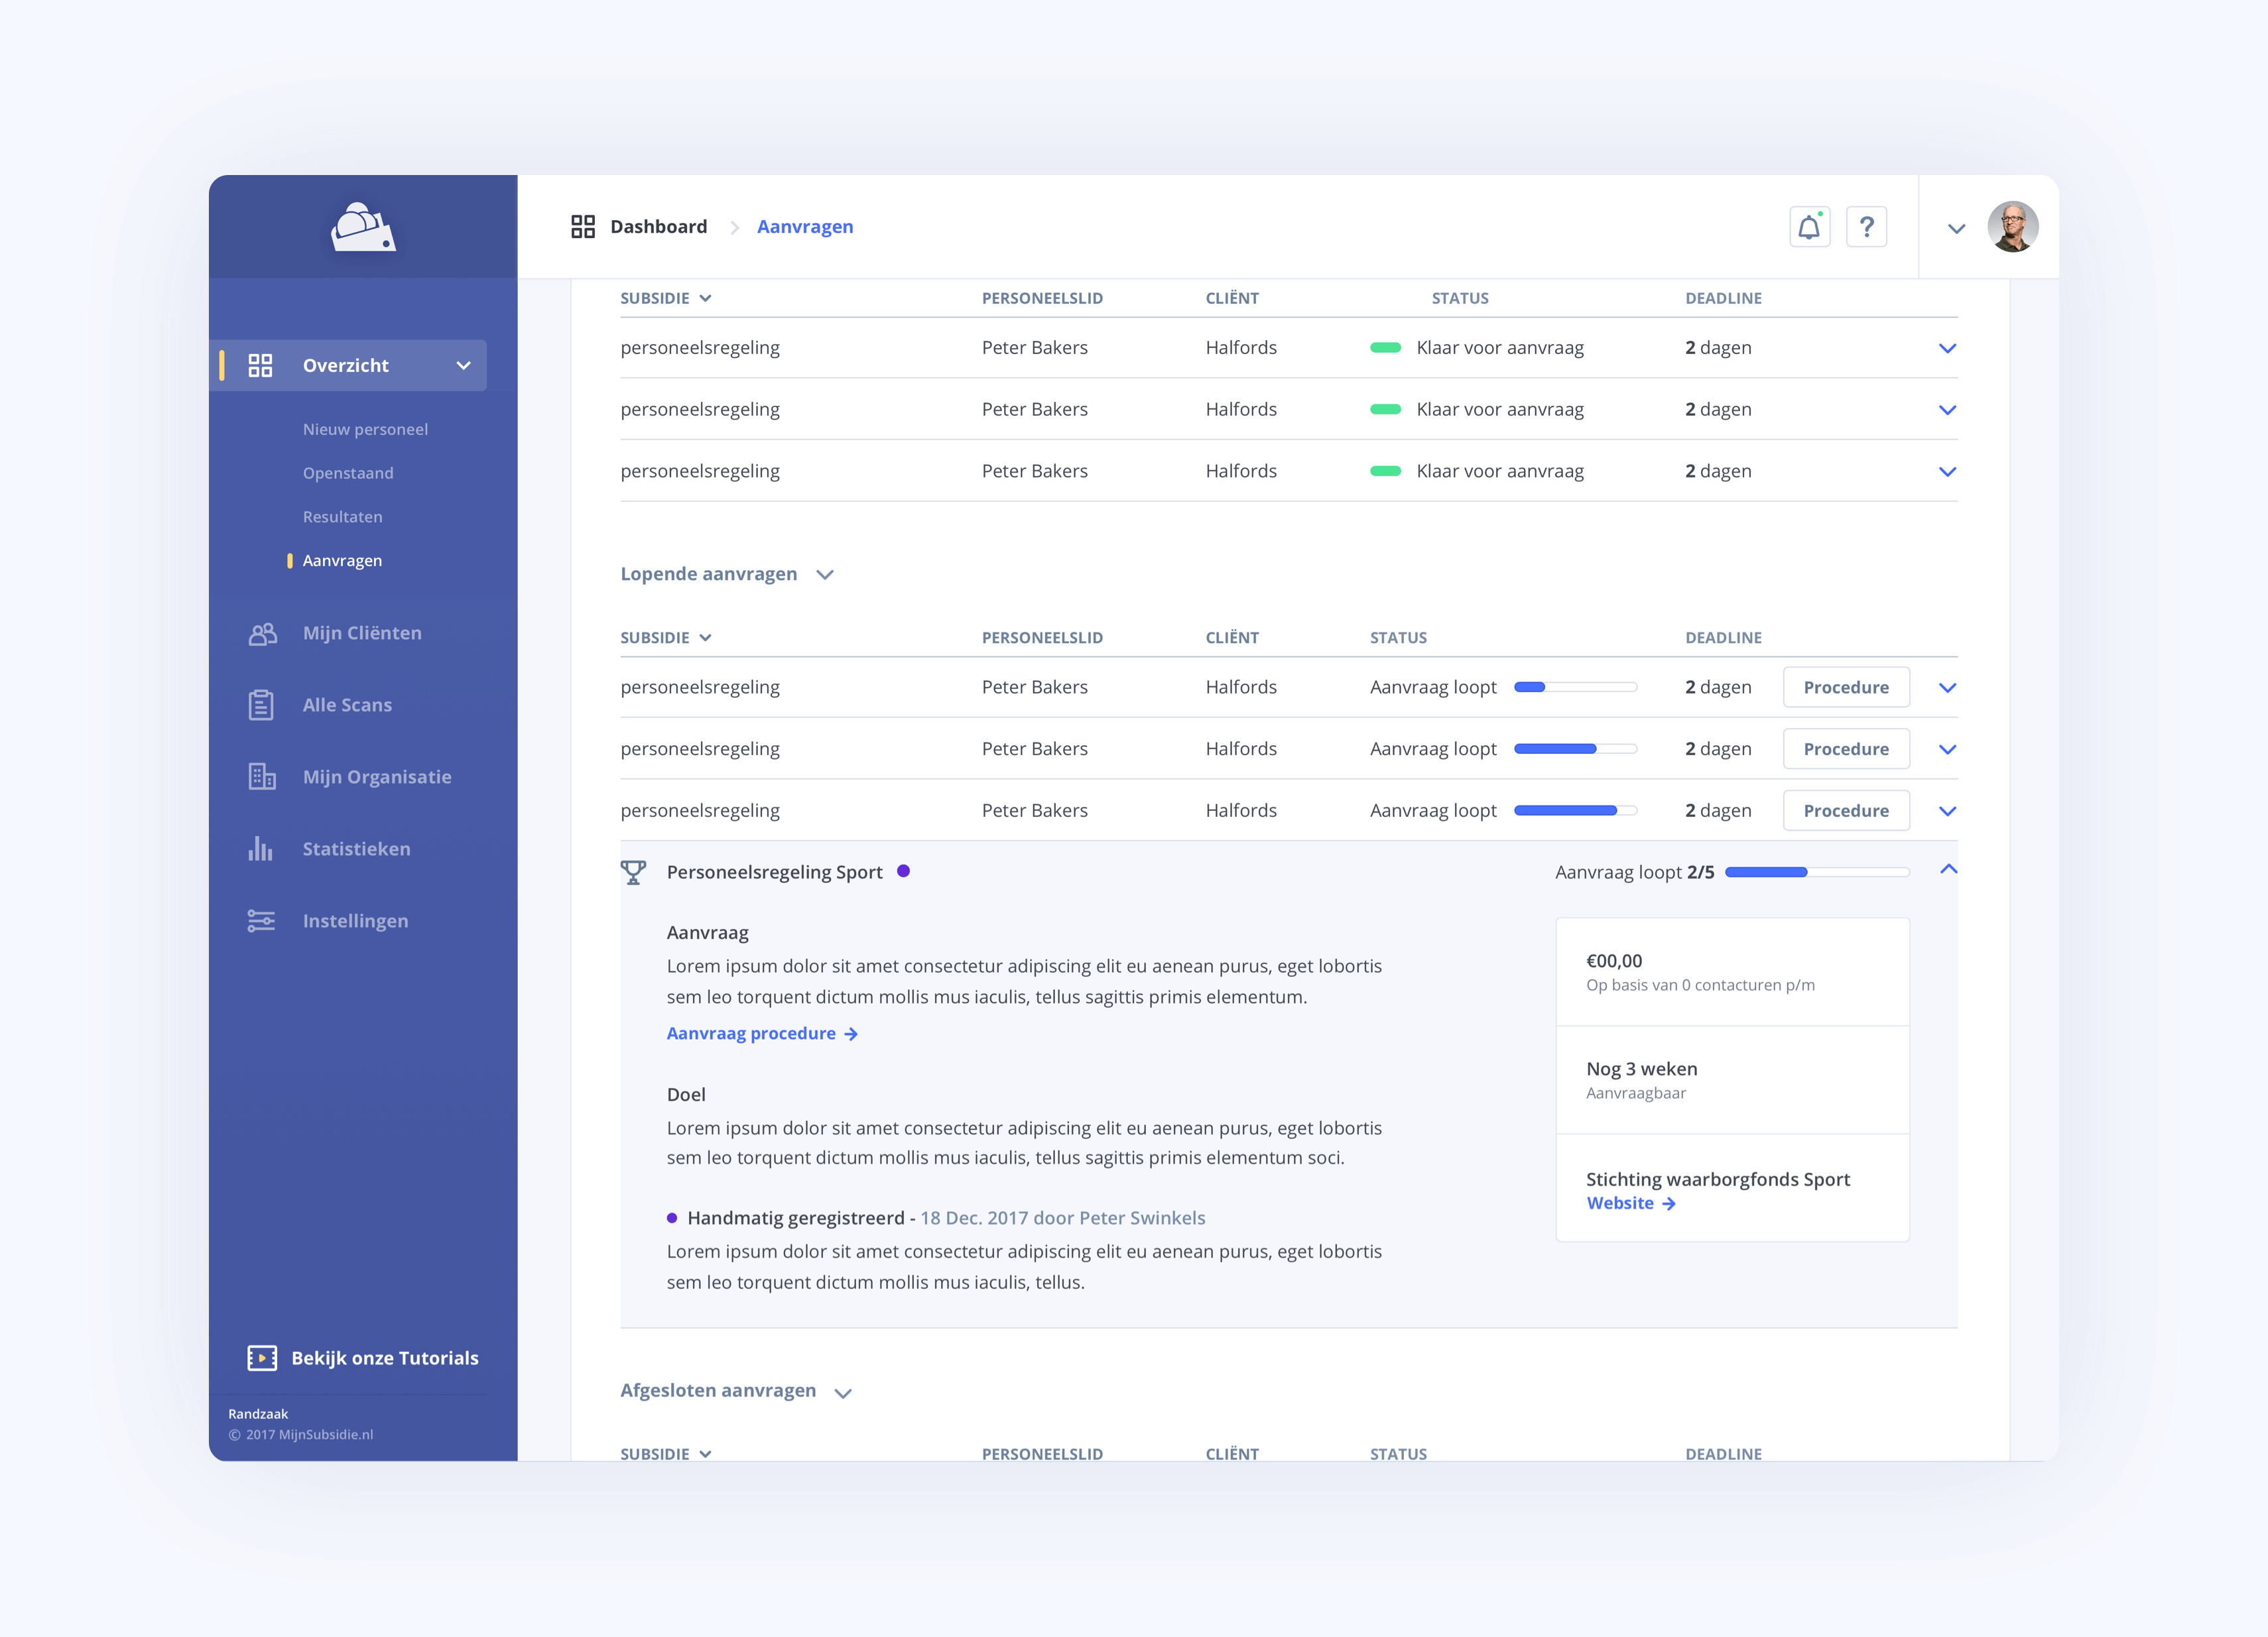 Dashboard Aanvragen ?
Overzicht
Nieuw personeel
Openstaand
Resultaten
Aanvragen
Mijn Cliënten
Alle Scans
Mijn Organisatie
Statistieken
Instellingen
Bekijk onze Tutorials
Randzaak
© 2017 MijnSubsidie.nl
SUBSIDIE PERSONEELSLID CLIËNT STATUS DEADLINE
personeelsregeling Peter Bakers Halfords Klaar voor aanvraag 2 dagen
personeelsregeling Peter Bakers Halfords Klaar voor aanvraag 2 dagen
personeelsregeling Peter Bakers Halfords Klaar voor aanvraag 2 dagen
Lopende aanvragen
SUBSIDIE PERSONEELSLID CLIËNT STATUS DEADLINE
personeelsregeling Peter Bakers Halfords Aanvraag loopt 2 dagen Procedure
personeelsregeling Peter Bakers Halfords Aanvraag loopt 2 dagen Procedure
personeelsregeling Peter Bakers Halfords Aanvraag loopt 2 dagen Procedure
Personeelsregeling Sport Aanvraag loopt 2/5
Aanvraag
Lorem ipsum dolor sit amet consectetur adipiscing elit eu aenean purus, eget lobortis
sem leo torquent dictum mollis mus iaculis, tellus sagittis primis elementum.
Aanvraag procedure
Doel
Lorem ipsum dolor sit amet consectetur adipiscing elit eu aenean purus, eget lobortis
sem leo torquent dictum mollis mus iaculis, tellus sagittis primis elementum soci.
Handmatig geregistreerd - 18 Dec. 2017 door Peter Swinkels
Lorem ipsum dolor sit amet consectetur adipiscing elit eu aenean purus, eget lobortis
sem leo torquent dictum mollis mus iaculis, tellus.
€00,00
Op basis van 0 contacturen p/m
Nog 3 weken
Aanvraagbaar
Stichting waarborgfonds Sport
Website
Afgesloten aanvragen
SUBSIDIE PERSONEELSLID CLIËNT STATUS DEADLINE